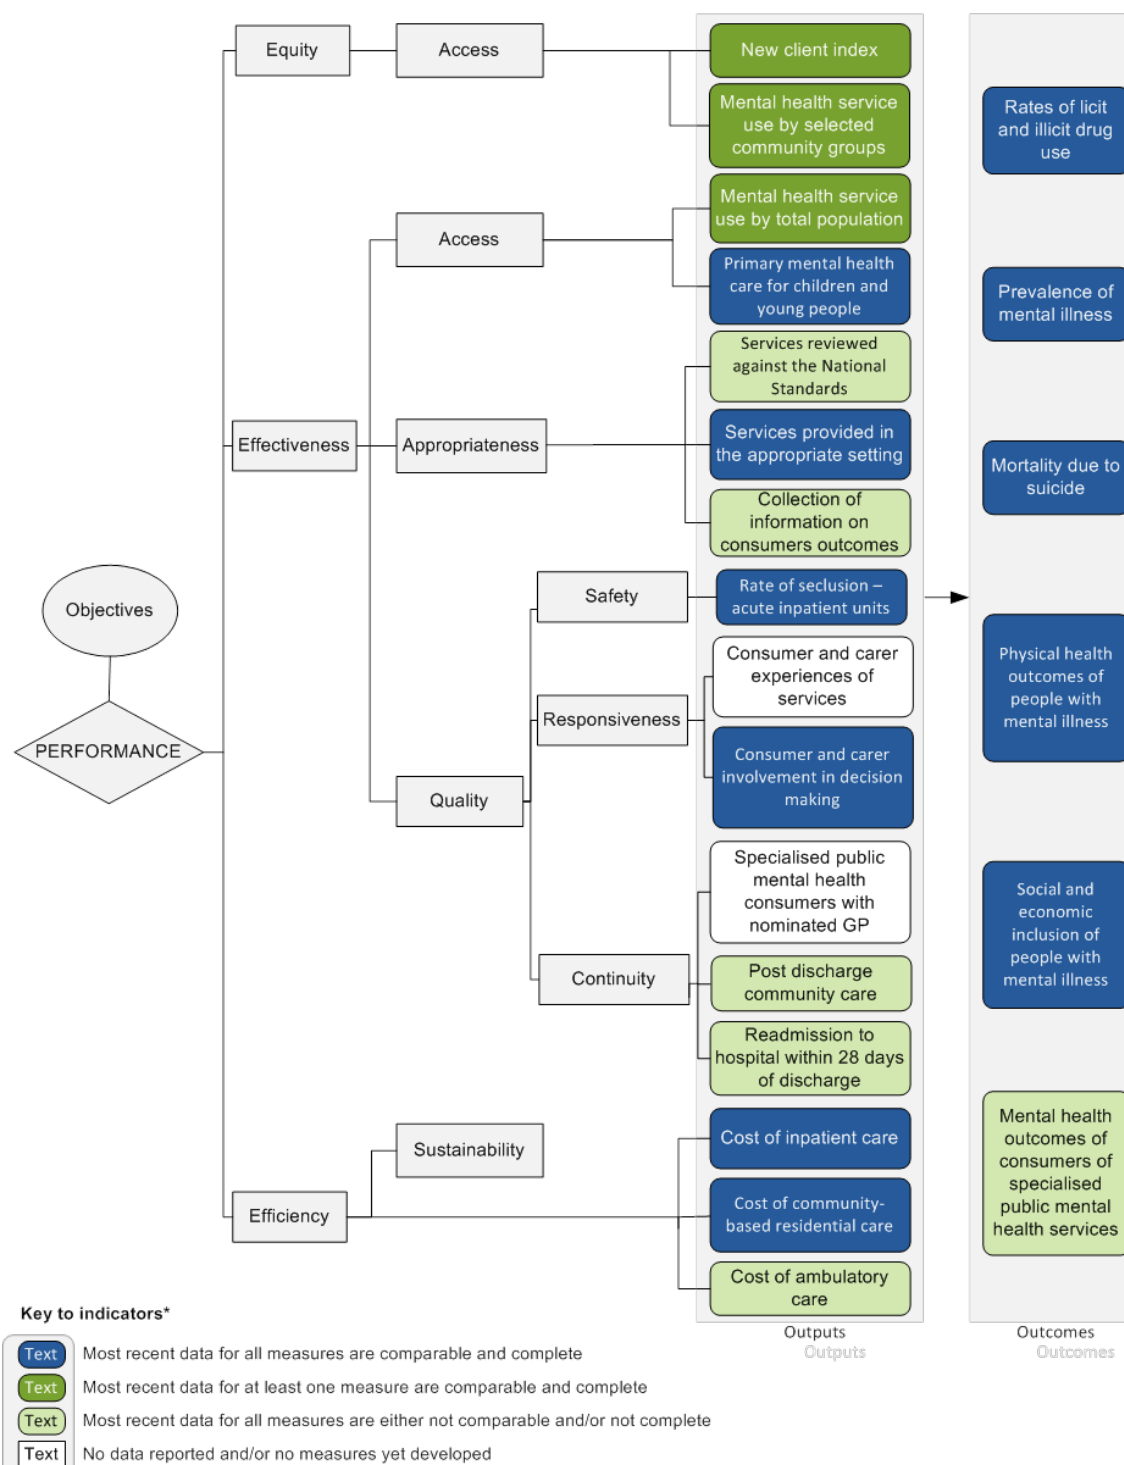 Equity
Access
New client index
Mental health service
use by selected
community groups
Rates of licit
and illicit drug
use
Access
Mental health service
use by total population
Primary mental health
care for children and
young people
Prevalence of
mental illness
Services reviewed
against the National
Standards
Effectiveness
Appropriateness
Services provided in
the appropriate setting
Collection of
information on
consumers outcomes
Mortality due to
suicide
Objectives
PERFORMANCE
Safety
Rate of seclusion –
acute inpatient units
Responsiveness
Consumer and carer
experiences of
services
Consumer and carer
involvement in decision
making
Physical health
outcomes of
people with
mental illness
Quality
Specialised public
mental health
consumers with
nominated GP
Continuity
Post discharge
community care
Readmission to
hospital within 28 days
of discharge
Social and
economic
inclusion of
people with
mental illness
Sustainability
Efficiency
Cost of inpatient care
Cost of community-
based residential care
Cost of ambulatory
care
Mental health
outcomes of
consumers of
specialised
public mental
health services
Outputs
Outputs
Outcomes
Outcomes
Key to indicators*
Text Most recent data for all measures are comparable and complete
Text Most recent data for at least one measure are comparable and complete
Text Most recent data for all measures are either not comparable and/or not complete
Text No data reported and/or no measures yet developed